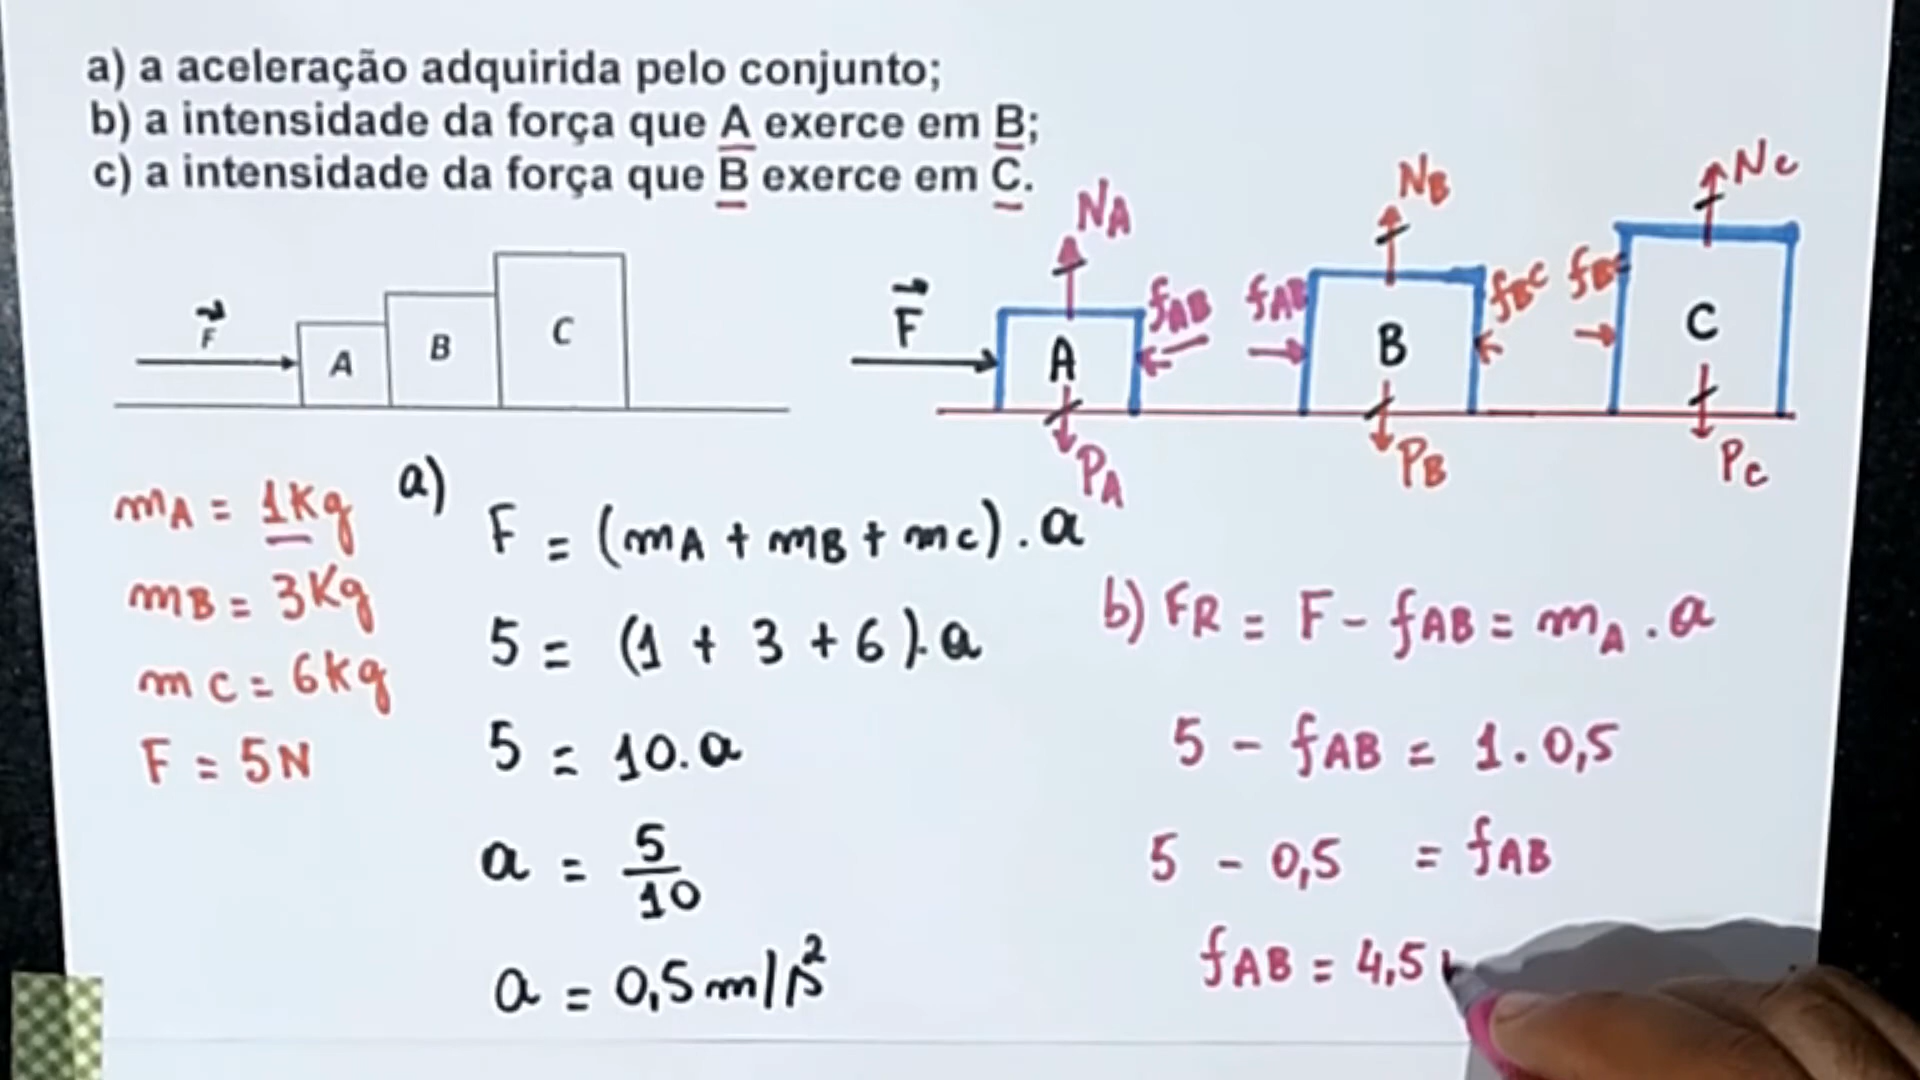 a) a aceleração adquirida pelo conjunto;
b) a intensidade da força que A exerce em B;
c) a intensidade da força que B exerce em C.
F
A
B
C
F
NA
A
fAB
PA
fAB
NB
B
fBC
PB
fBC
NC
C
PC
mA = 1Kg
mB = 3Kg
mC = 6kg
F = 5N
a)
F = (mA + mB + mC) . a
5 = (1 + 3 + 6).a
5 = 10.a
a = 5/10
a = 0,5 m/s²
b) FR = F - fAB = mA . a
5 - fAB = 1 . 0,5
5 - 0,5 = fAB
fAB = 4,5